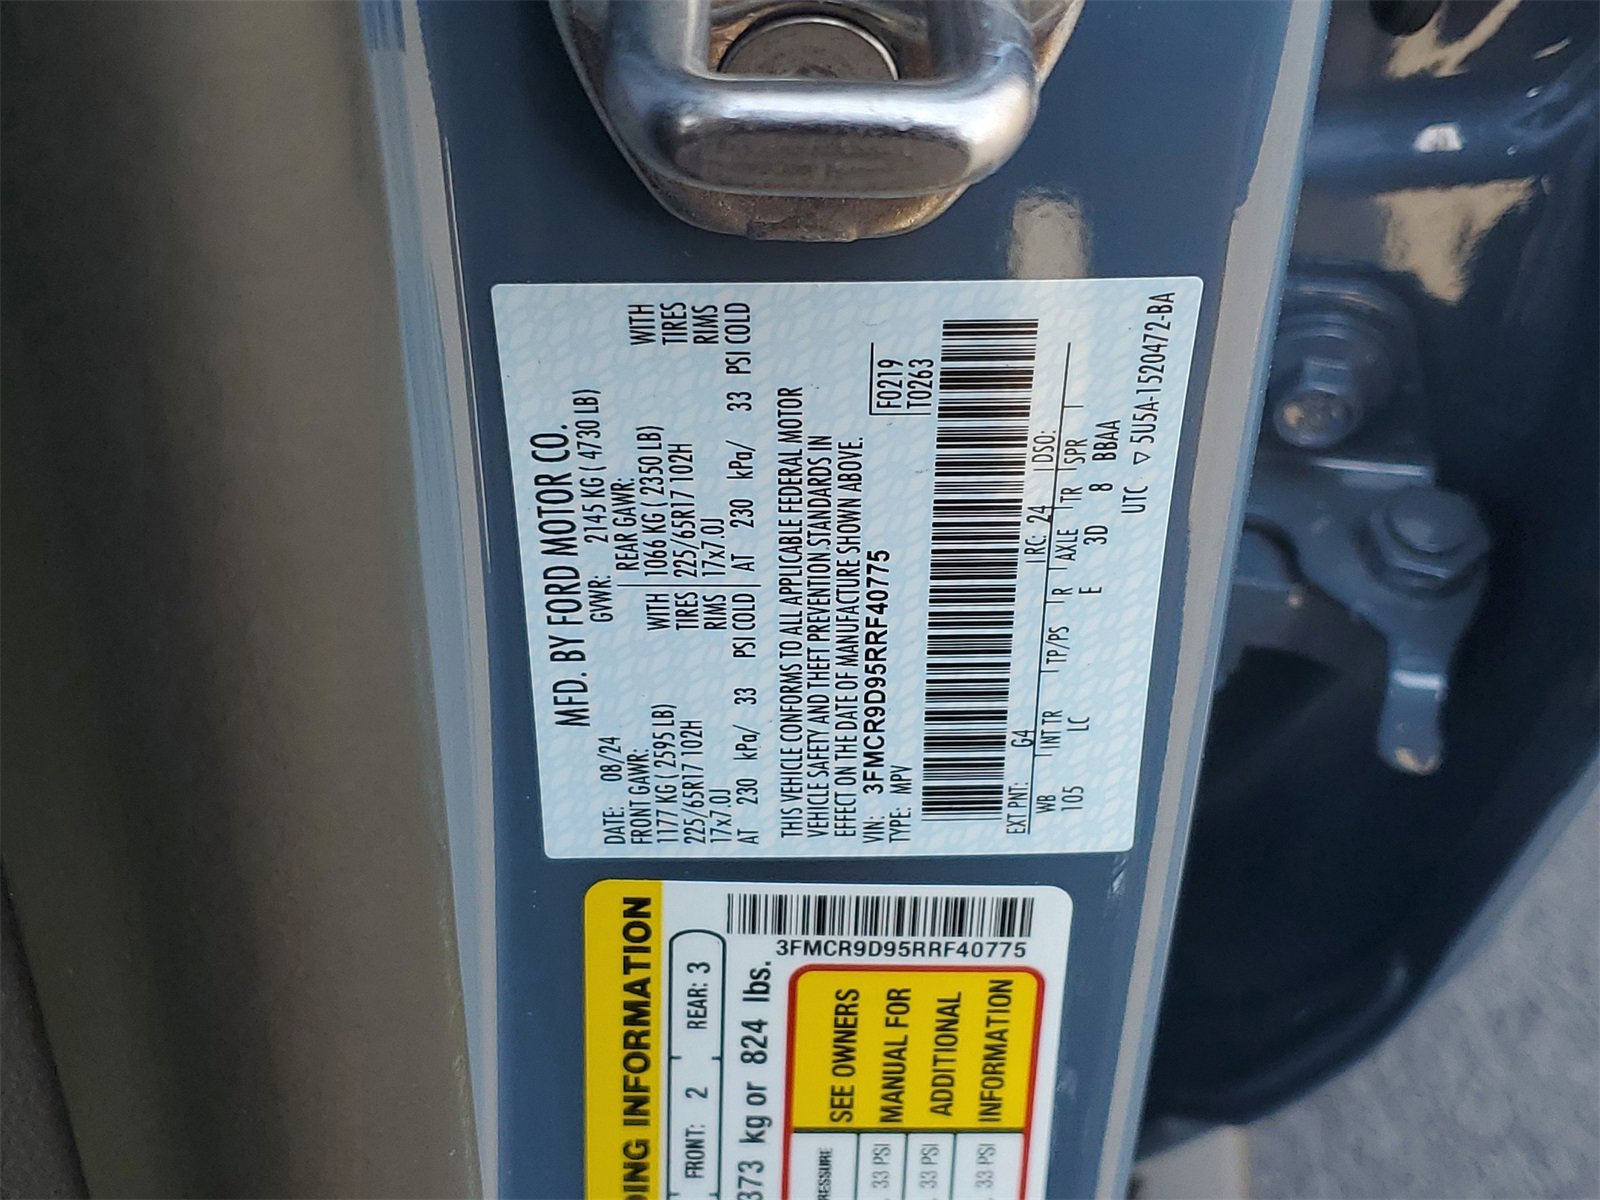 MFD. BY FORD MOTOR CO.
DATE: 08/24 GVWR: 2145 KG ( 4730 LB)
FRONT GAWR: REAR GAWR:
1177 KG ( 2595 LB) WITH 1066 KG ( 2350 LB) WITH
225/65R17 102H TIRES 225/65R17 102H TIRES
17x7.0J RIMS 17x7.0J RIMS
AT 230 kPa/ 33 PSI COLD AT 230 kPa/ 33 PSI COLD
THIS VEHICLE CONFORMS TO ALL APPLICABLE FEDERAL MOTOR
VEHICLE SAFETY AND THEFT PREVENTION STANDARDS IN
EFFECT ON THE DATE OF MANUFACTURE SHOWN ABOVE.
VIN: 3FMCR9D95RRF40775 F0219
TYPE: MPV T0263
EXT PNT: G4 RC: 24 DSO:
WB INT TR TP/PS R AXLE TR SPR
105 LC E 3D 8 BBAA
UTC ▽ 5U5A-1520472-BA
DING INFORMATION
FRONT: 2 REAR: 3
373 kg or 824 lbs.
3FMCR9D95RRF40775
SEE OWNERS
MANUAL FOR
ADDITIONAL
INFORMATION
33 PSI
33 PSI
33 PSI